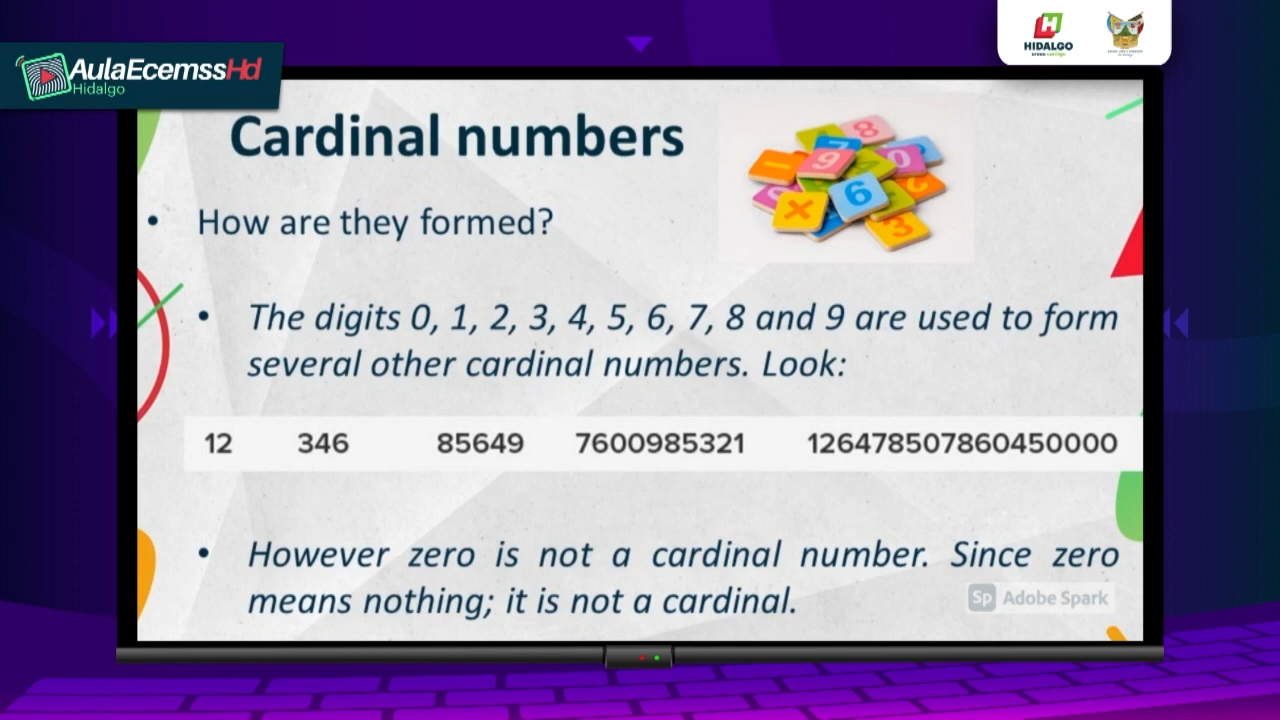 AulaEcemssHd
Hidalgo
HIDALGO
Cardinal numbers
• How are they formed?
• The digits 0, 1, 2, 3, 4, 5, 6, 7, 8 and 9 are used to form
several other cardinal numbers. Look:
12 346 85649 7600985321 126478507860450000
• However zero is not a cardinal number. Since zero
means nothing; it is not a cardinal.
Sp Adobe Spark